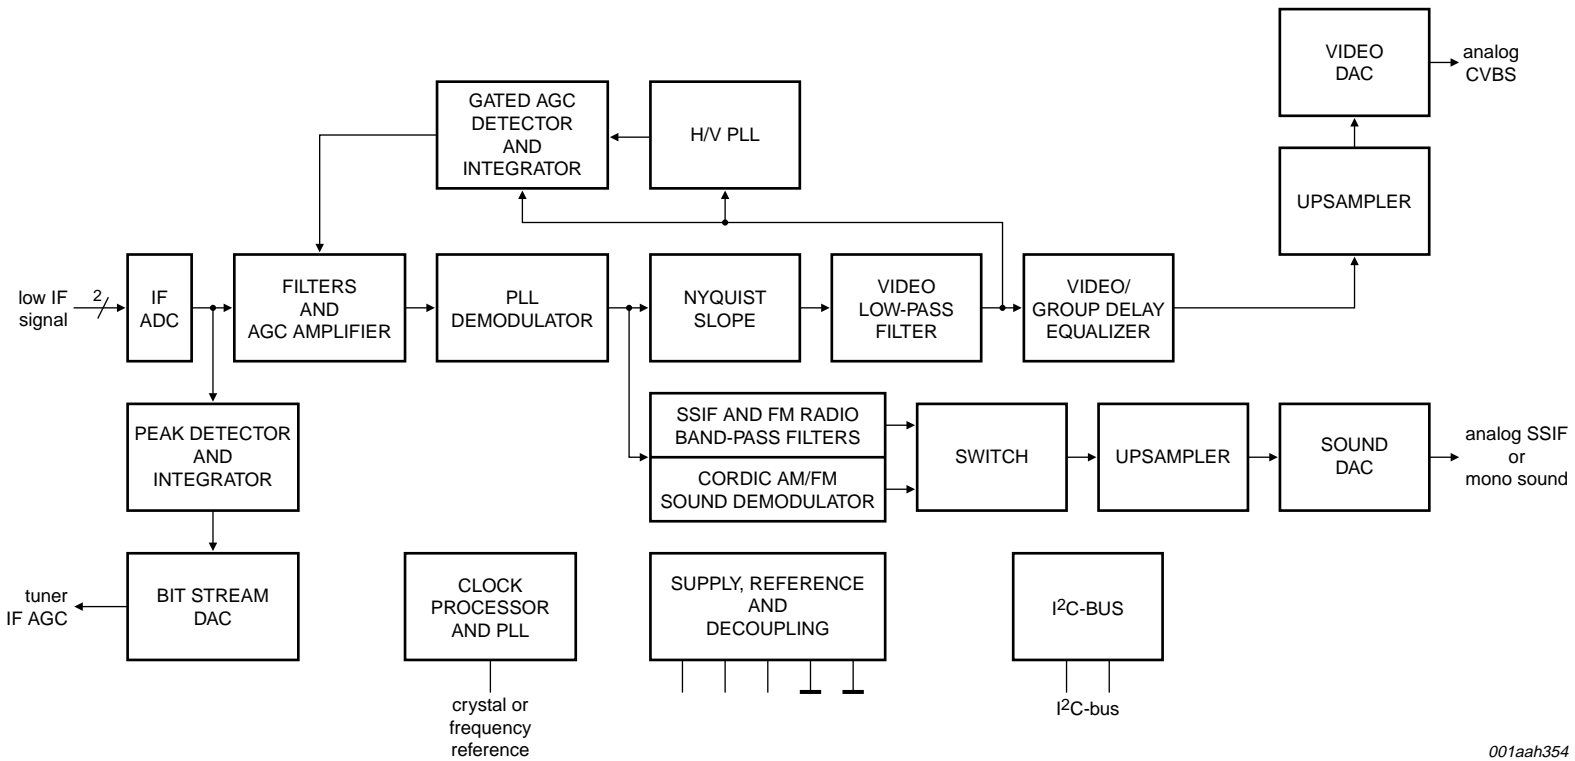 VIDEO
DAC
analog
CVBS
GATED AGC
DETECTOR
AND
INTEGRATOR
H/V PLL
UPSAMPLER
low IF
signal
2
IF
ADC
FILTERS
AND
AGC AMPLIFIER
PLL
DEMODULATOR
NYQUIST
SLOPE
VIDEO
LOW-PASS
FILTER
VIDEO/
GROUP DELAY
EQUALIZER
PEAK DETECTOR
AND
INTEGRATOR
SSIF AND FM RADIO
BAND-PASS FILTERS
CORDIC AM/FM
SOUND DEMODULATOR
SWITCH
UPSAMPLER
SOUND
DAC
analog SSIF
or
mono sound
tuner
IF AGC
BIT STREAM
DAC
CLOCK
PROCESSOR
AND PLL
SUPPLY, REFERENCE
AND
DECOUPLING
I2C-BUS
crystal or
frequency
reference
I2C-bus
001aah354